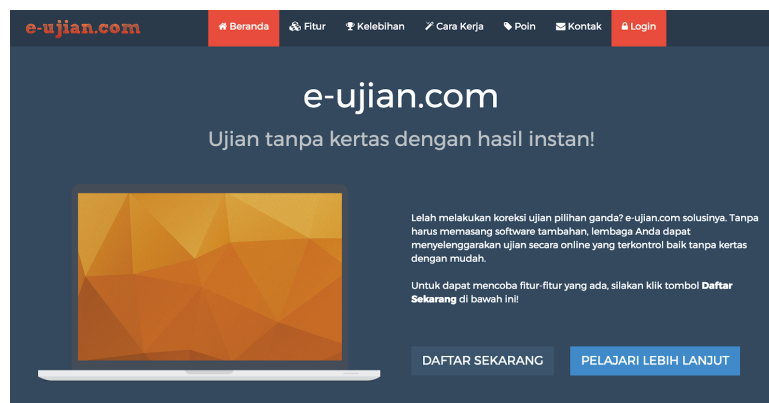 e-ujian.com
Beranda
Fitur
Kelebihan
Cara Kerja
Poin
Kontak
Login
e-ujian.com
Ujian tanpa kertas dengan hasil instan!
Lelah melakukan koreksi ujian pilihan ganda? e-ujian.com solusinya. Tanpa
harus memasang software tambahan, lembaga Anda dapat
menyelenggarakan ujian secara online yang terkontrol baik tanpa kertas
dengan mudah.
Untuk dapat mencoba fitur-fitur yang ada, silakan klik tombol Daftar
Sekarang di bawah ini!
DAFTAR SEKARANG
PELAJARI LEBIH LANJUT